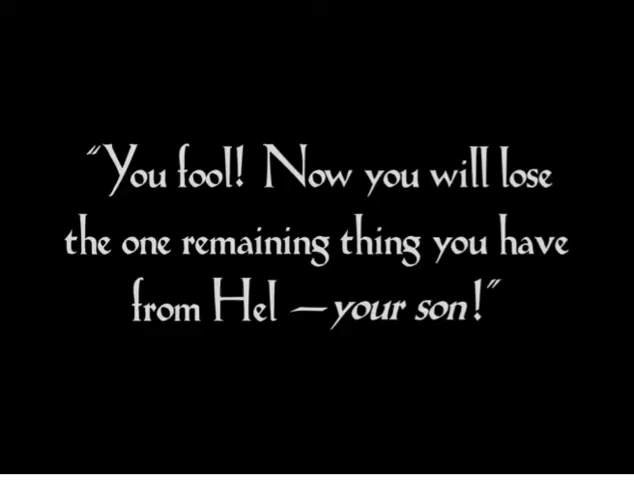 "You fool! Now you will lose
the one remaining thing you have
from Hel — your son!"